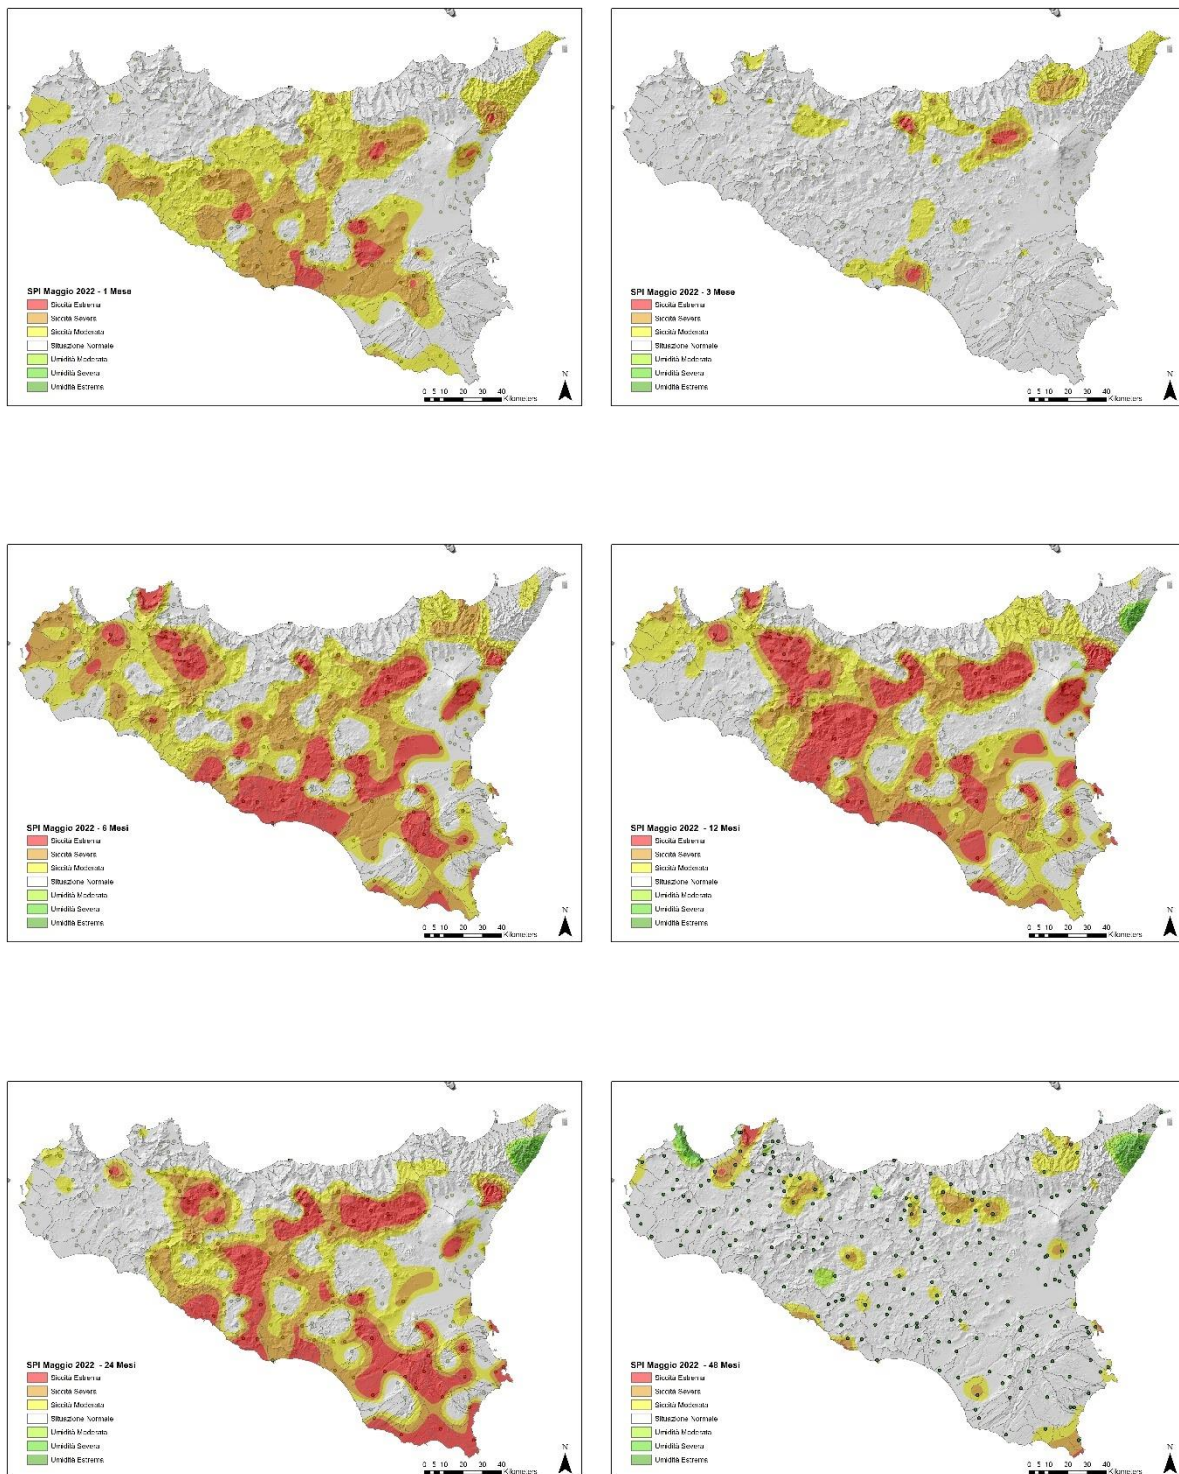 N
SPI Maggio 2022 - 1 Mese
Siccità Estrema
Siccità Severa
Siccità Moderata
Situazione Normale
Umidità Moderata
Umidità Severa
Umidità Estrema
0 5 10 20 30 40
Kilometers
N
SPI Maggio 2022 - 3 Mese
Siccità Estrema
Siccità Severa
Siccità Moderata
Situazione Normale
Umidità Moderata
Umidità Severa
Umidità Estrema
0 5 10 20 30 40
Kilometers
N
SPI Maggio 2022 - 6 Mesi
Siccità Estrema
Siccità Severa
Siccità Moderata
Situazione Normale
Umidità Moderata
Umidità Severa
Umidità Estrema
0 5 10 20 30 40
Kilometers
N
SPI Maggio 2022 - 12 Mesi
Siccità Estrema
Siccità Severa
Siccità Moderata
Situazione Normale
Umidità Moderata
Umidità Severa
Umidità Estrema
0 5 10 20 30 40
Kilometers
N
SPI Maggio 2022 - 24 Mesi
Siccità Estrema
Siccità Severa
Siccità Moderata
Situazione Normale
Umidità Moderata
Umidità Severa
Umidità Estrema
0 5 10 20 30 40
Kilometers
N
SPI Maggio 2022 - 48 Mesi
Siccità Estrema
Siccità Severa
Siccità Moderata
Situazione Normale
Umidità Moderata
Umidità Severa
Umidità Estrema
0 5 10 20 30 40
Kilometers